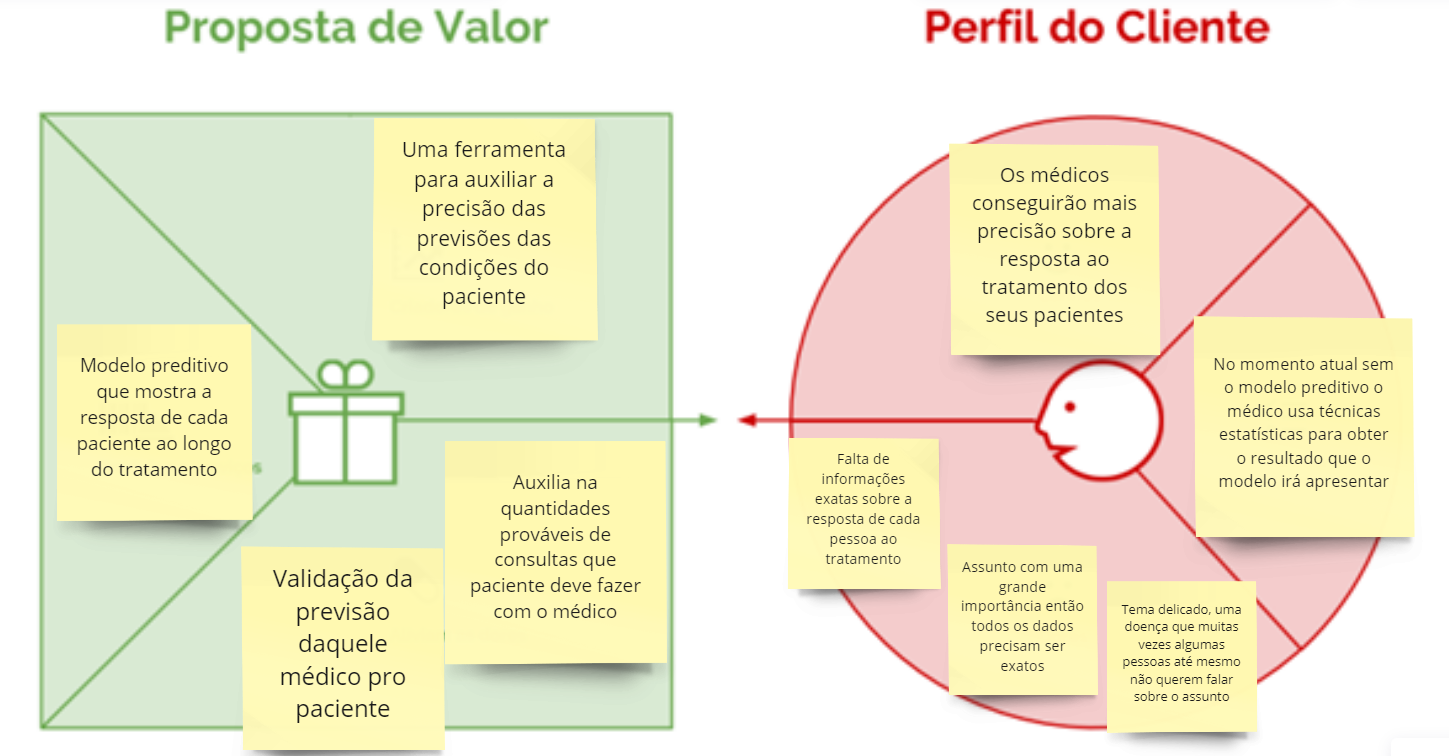 Proposta de Valor
Perfil do Cliente
Uma ferramenta
para auxiliar a
precisão das
previsões das
condições do
paciente
Modelo preditivo
que mostra a
resposta de cada
paciente ao longo
do tratamento
Auxilia na
quantidades
prováveis de
consultas que
paciente deve fazer
com o médico
Validação da
previsão
daquele
médico pro
paciente
Os médicos
conseguirão mais
precisão sobre a
resposta ao
tratamento dos
seus pacientes
No momento atual sem
o modelo preditivo o
médico usa técnicas
estatísticas para obter
o resultado que o
modelo irá apresentar
Falta de
informações
exatas sobre a
resposta de cada
pessoa ao
tratamento
Assunto com uma
grande
importância então
todos os dados
precisam ser
exatos
Tema delicado, uma
doença que muitas
vezes algumas
pessoas até mesmo
não querem falar
sobre o assunto